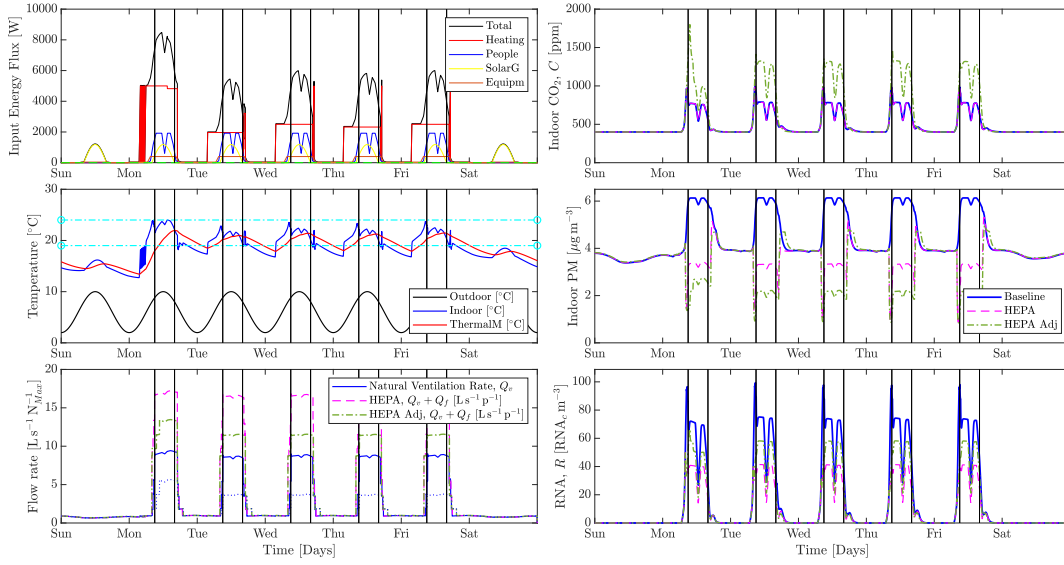 Input Energy Flux [W]
10000
8000
6000
4000
2000
0
Total
Heating
People
SolarG
Equipm
Sun Mon Tue Wed Thu Fri Sat
Indoor CO2, C [ppm]
2000
1500
1000
500
0
Sun Mon Tue Wed Thu Fri Sat
Temperature [°C]
30
20
10
0
Outdoor [°C]
Indoor [°C]
ThermalM [°C]
Sun Mon Tue Wed Thu Fri Sat
Indoor PM [μg m−3]
6
4
2
0
Baseline
HEPA
HEPA Adj
Sun Mon Tue Wed Thu Fri Sat
Flow rate [L s−1 N−1Max]
20
15
10
5
0
Natural Ventilation Rate, Qv
HEPA, Qv + Qf [L s−1 p−1]
HEPA Adj, Qv + Qf [L s−1 p−1]
Sun Mon Tue Wed Thu Fri Sat
Time [Days]
RNA, R [RNAc m−3]
100
80
60
40
20
0
Sun Mon Tue Wed Thu Fri Sat
Time [Days]